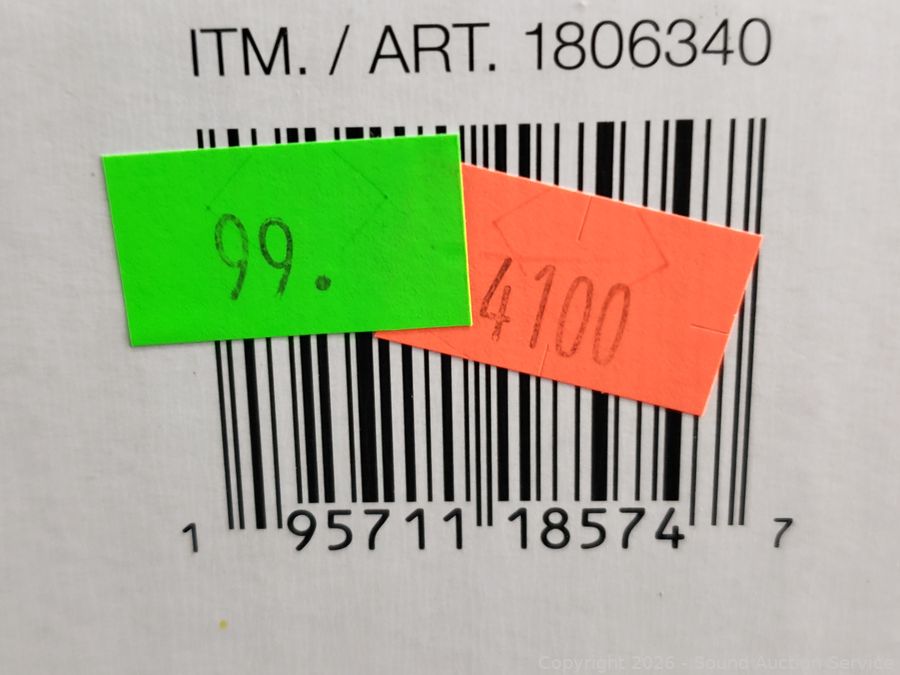 ITM. / ART. 1806340
99.
4100
1 95711 18574 7
Copyright 2026 - Sound Auction Service